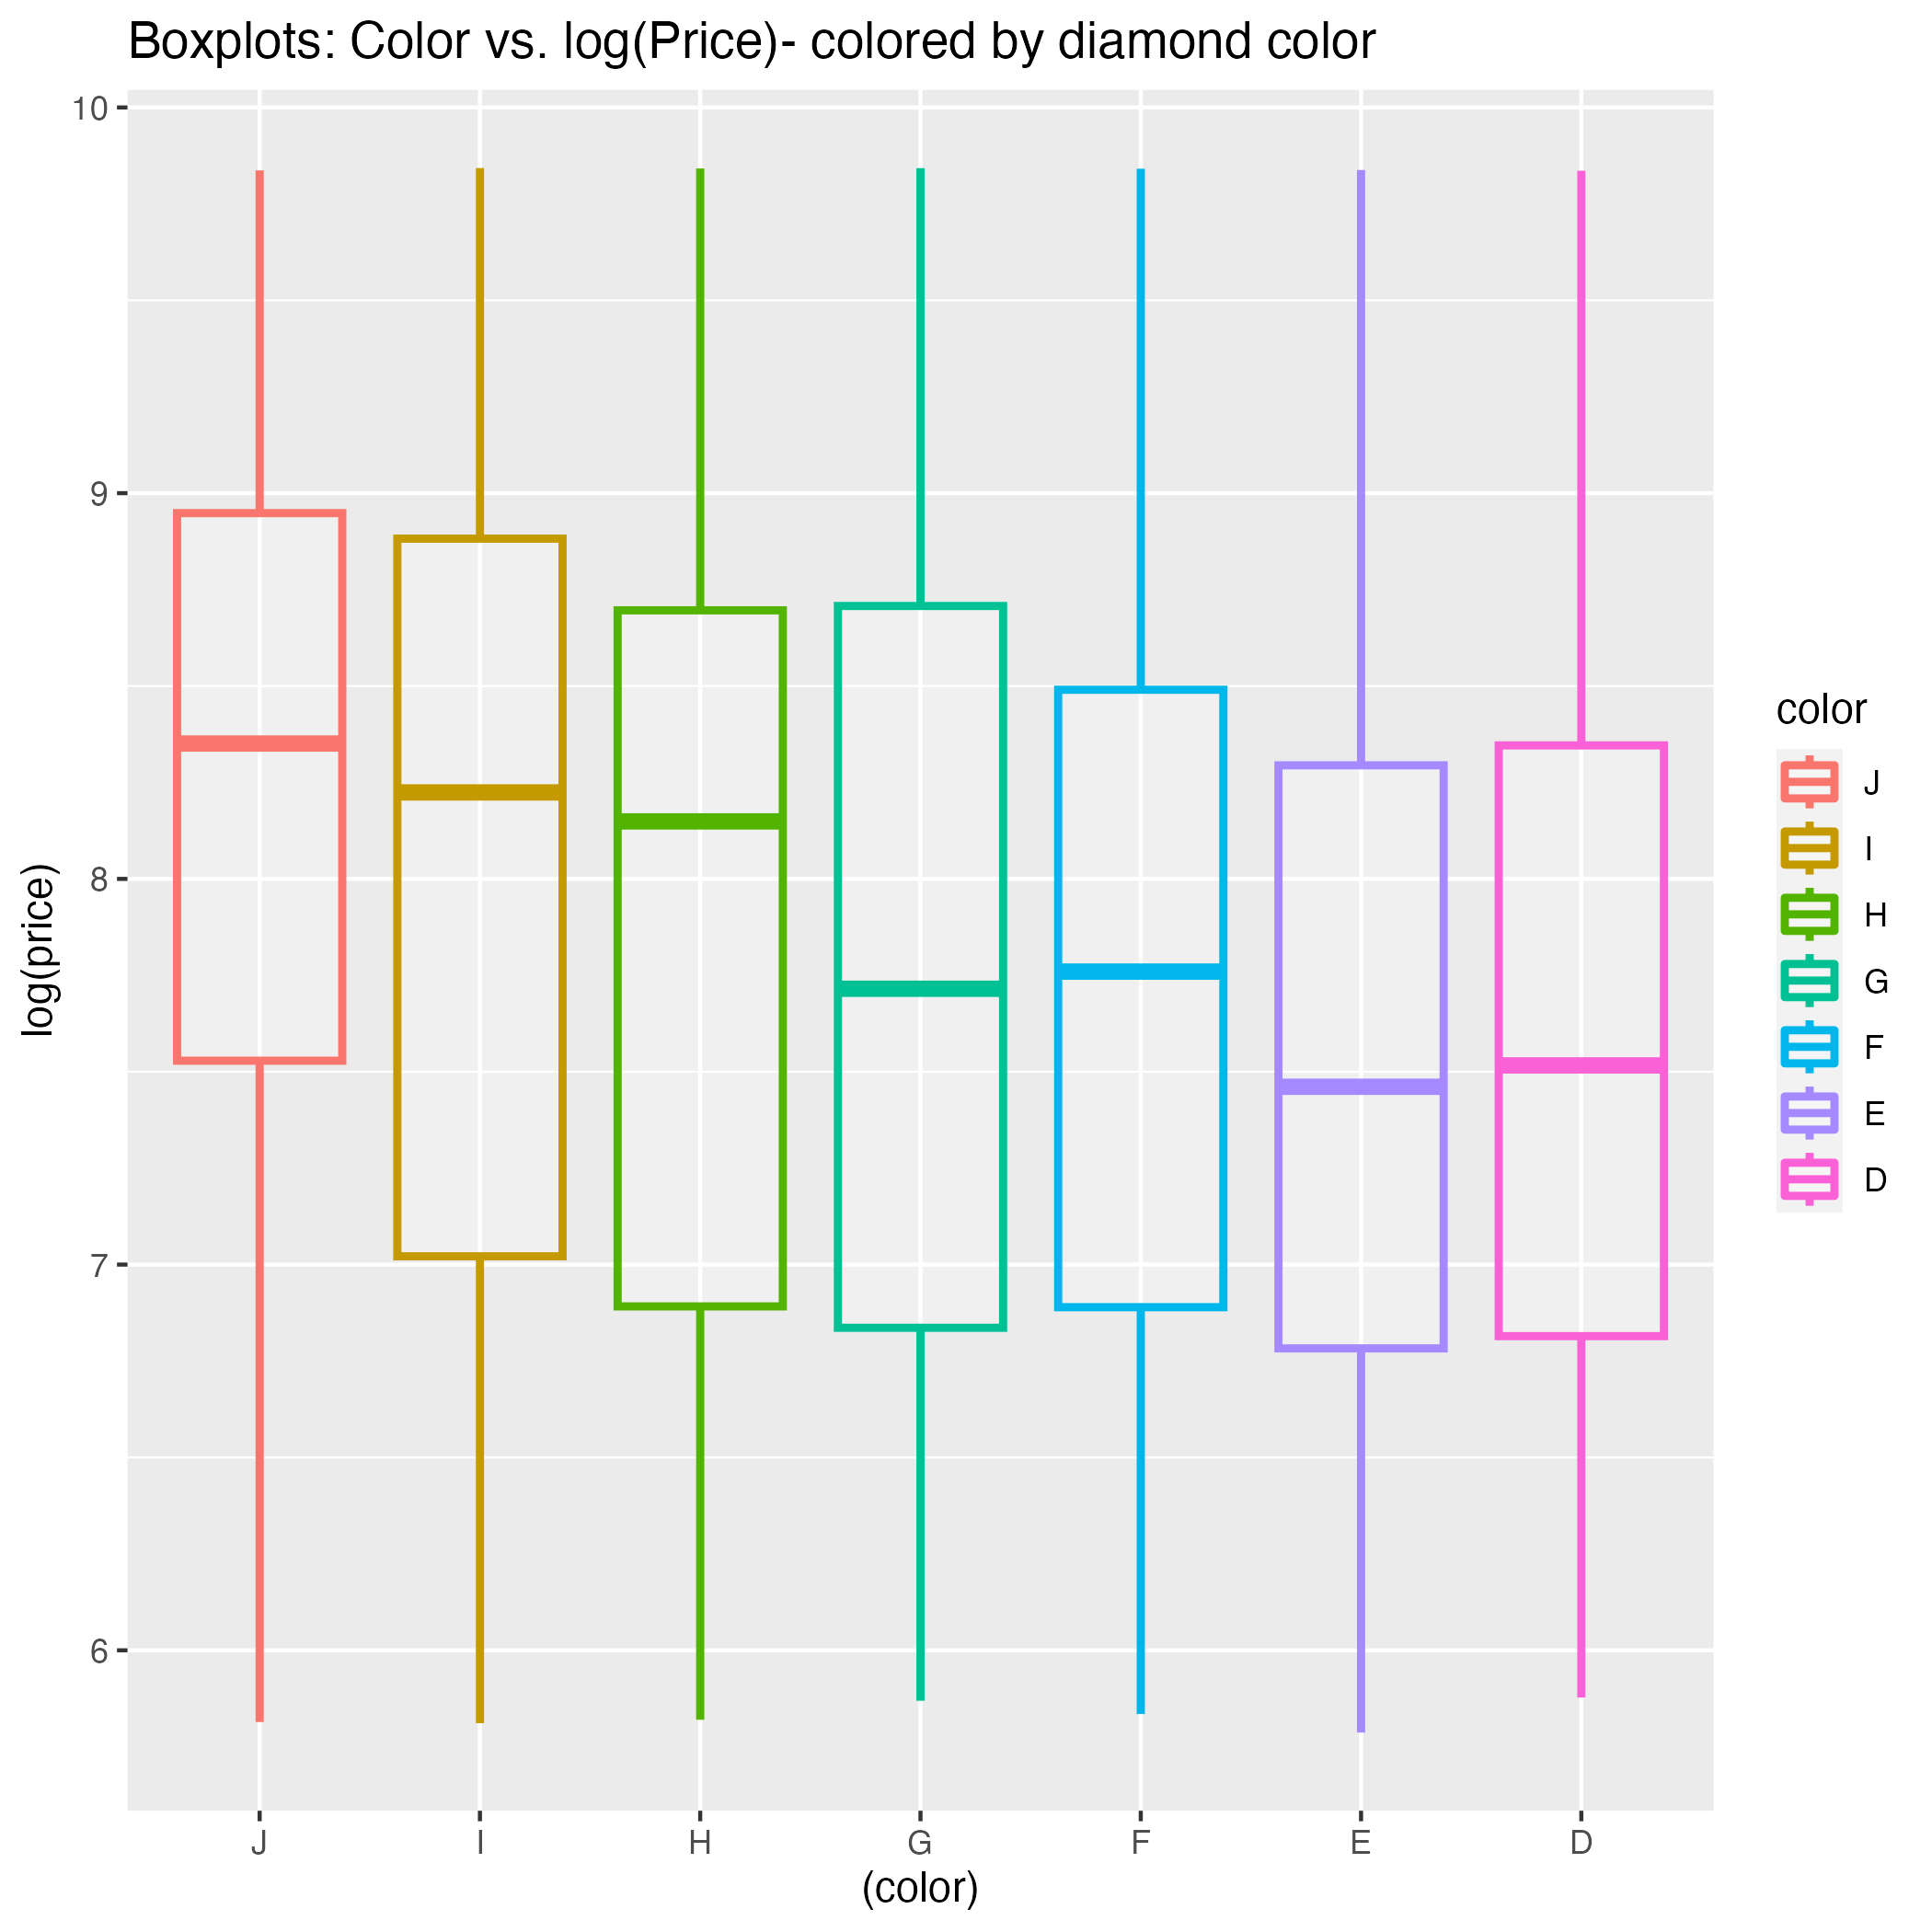 Boxplots: Color vs. log(Price)- colored by diamond color
10
9
8
7
6
log(price)
J I H G F E D
(color)
color
J
I
H
G
F
E
D